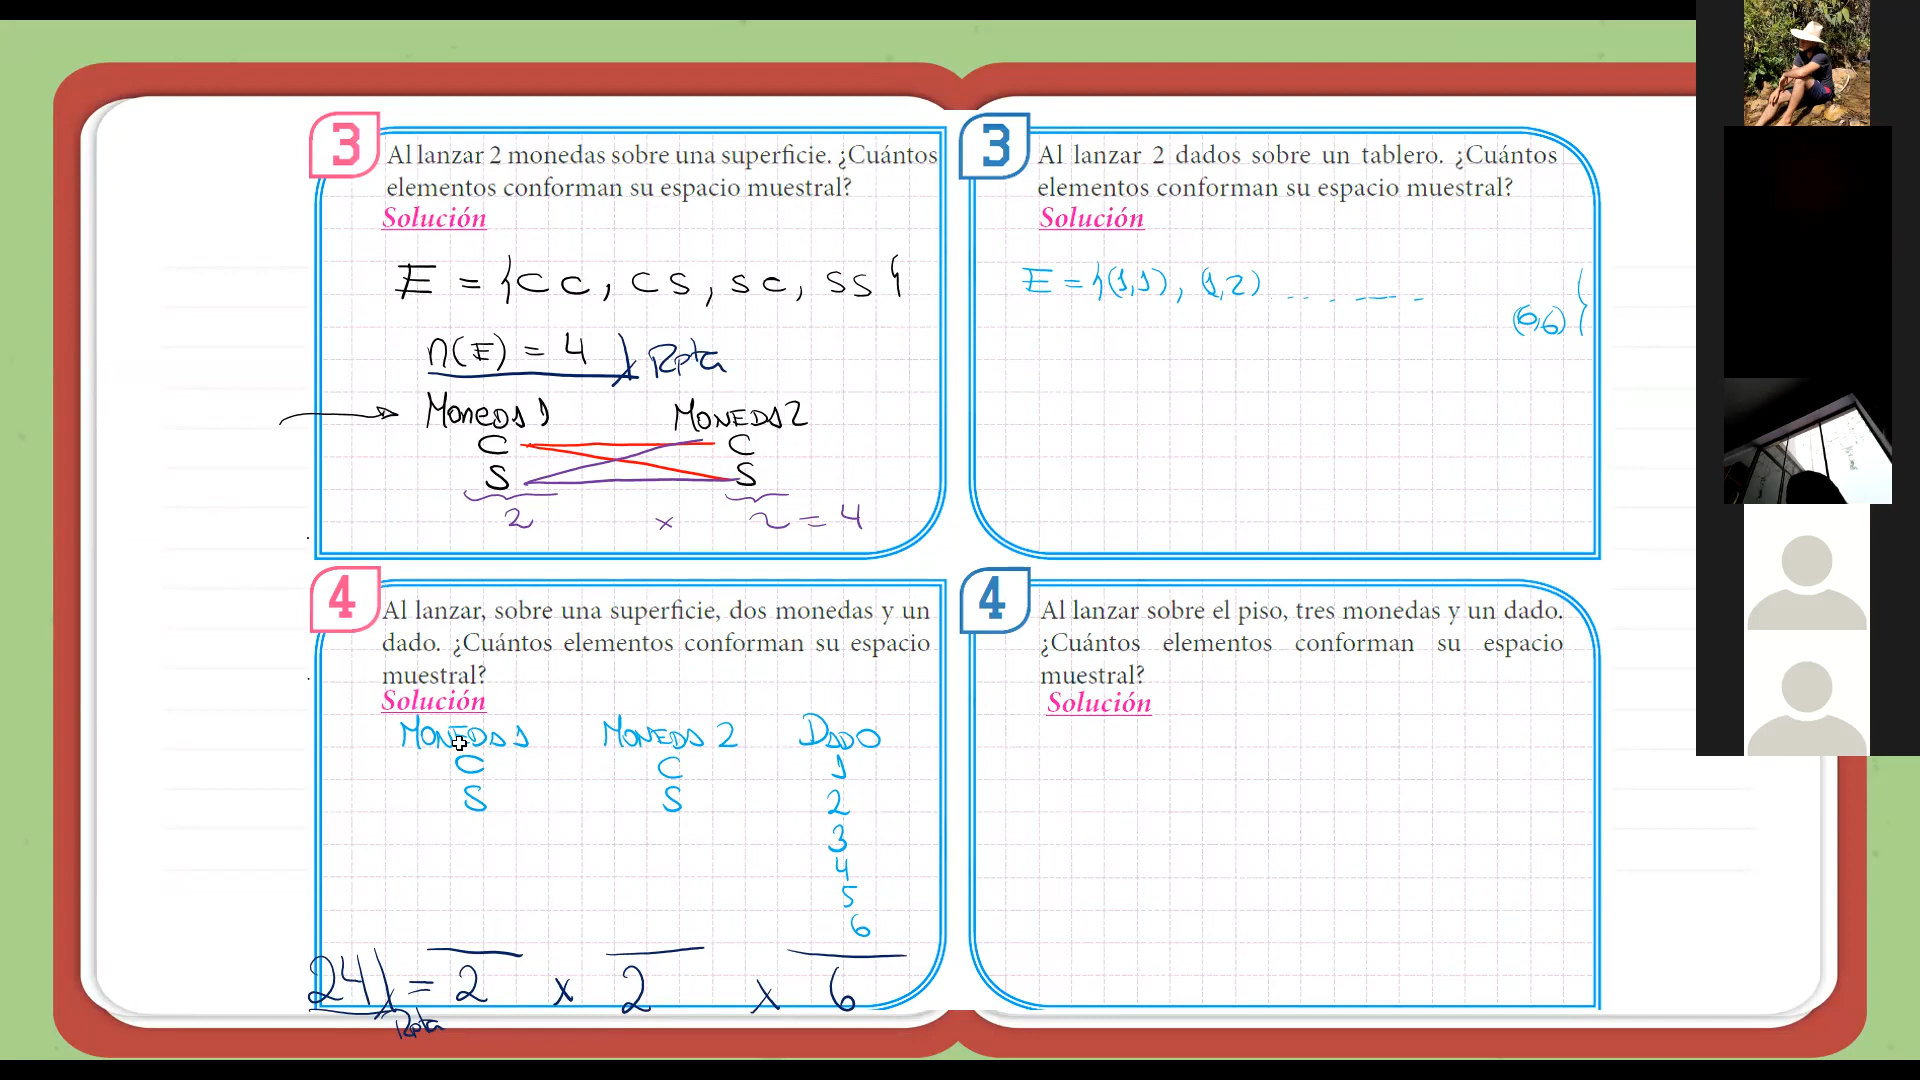 3
Al lanzar 2 monedas sobre una superficie. ¿Cuántos
elementos conforman su espacio muestral?
Solución
E = {CC, CS, SC, SS}
n(E) = 4 Rpta
MONEDA 1 MONEDA 2
C C
S S
2 x 2 = 4
3
Al lanzar 2 dados sobre un tablero. ¿Cuántos
elementos conforman su espacio muestral?
Solución
E = {(1,1), (1,2) ... ... .
(6,6)}
4
Al lanzar, sobre una superficie, dos monedas y un
dado. ¿Cuántos elementos conforman su espacio
muestral?
Solución
MONEDA 1 MONEDA 2 DADO
C C 1
S S 2
3
4
5
6
24 = 2 x 2 x 6
Rpta
4
Al lanzar sobre el piso, tres monedas y un dado.
¿Cuántos elementos conforman su espacio
muestral?
Solución